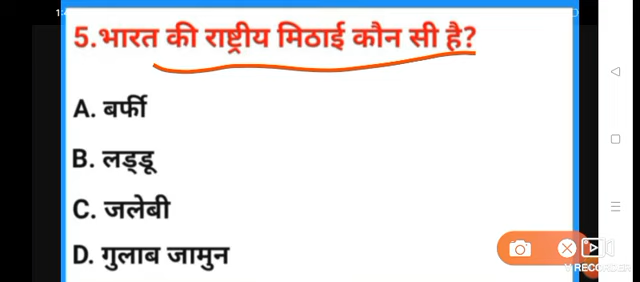 5.भारत की राष्ट्रीय मिठाई कौन सी है?
A. बर्फी
B. लड्डू
C. जलेबी
D. गुलाब जामुन